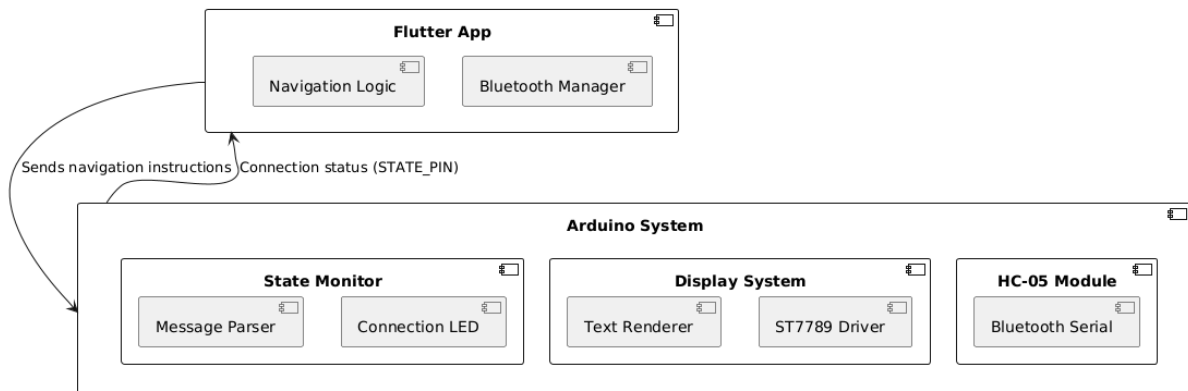 Flutter App
Navigation Logic
Bluetooth Manager
Sends navigation instructions
Connection status (STATE_PIN)
Arduino System
State Monitor
Message Parser
Connection LED
Display System
Text Renderer
ST7789 Driver
HC-05 Module
Bluetooth Serial